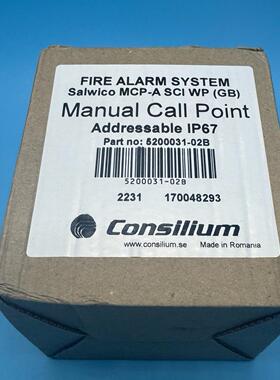 FIRE ALARM SYSTEM
Salwico MCP-A SCI WP (GB)
Manual Call Point
Addressable IP67
Part no: 5200031-02B
5200031-02B
2231 170048293
Consilium
www.consilium.se Made in Romania